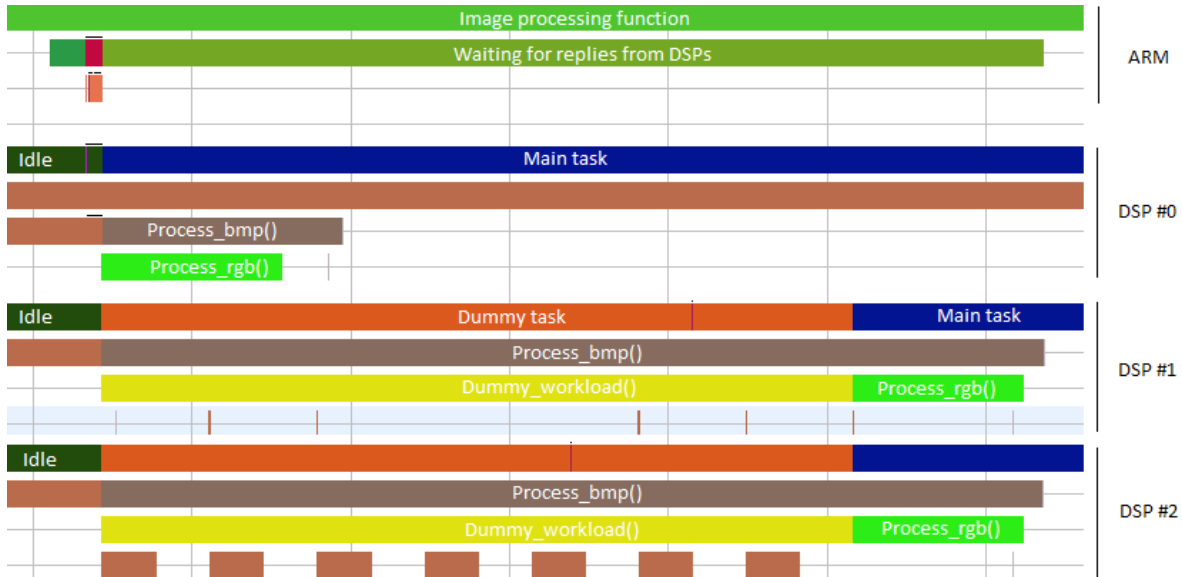 Image processing function
Waiting for replies from DSPs
ARM
Idle
Main task
DSP #0
Process_bmp()
Process_rgb()
Idle
Dummy task
Main task
Process_bmp()
DSP #1
Dummy_workload()
Process_rgb()
Idle
Process_bmp()
DSP #2
Dummy_workload()
Process_rgb()